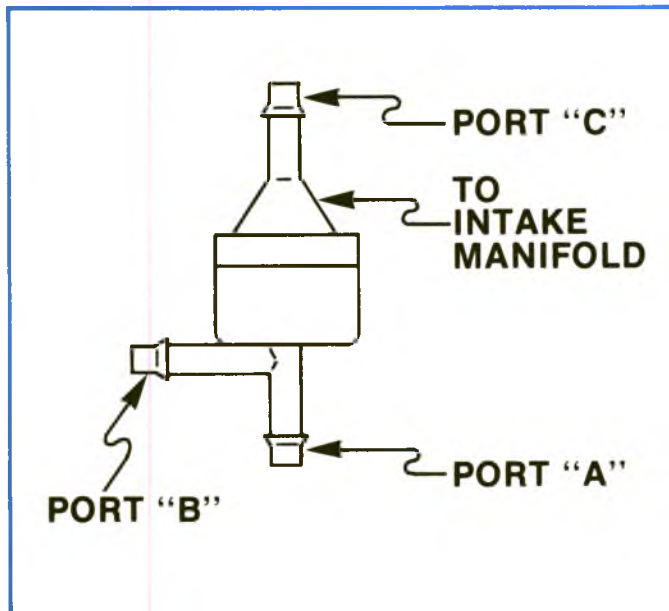 PORT “C”
TO
INTAKE
MANIFOLD
PORT “A”
PORT “B”